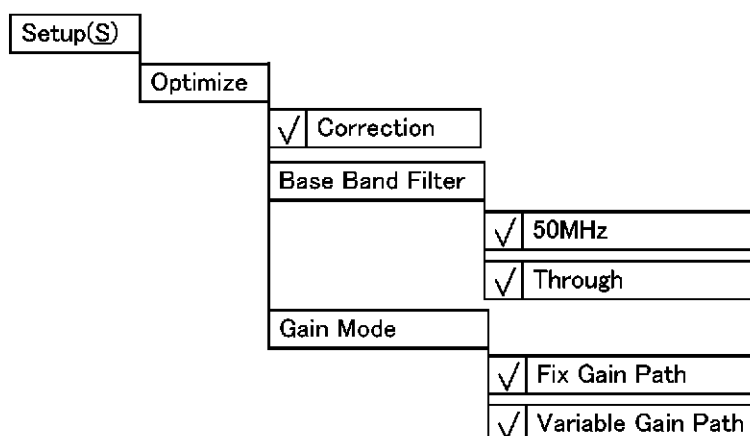 Setup(S)
Optimize
√ Correction
Base Band Filter
√ 50MHz
√ Through
Gain Mode
√ Fix Gain Path
√ Variable Gain Path